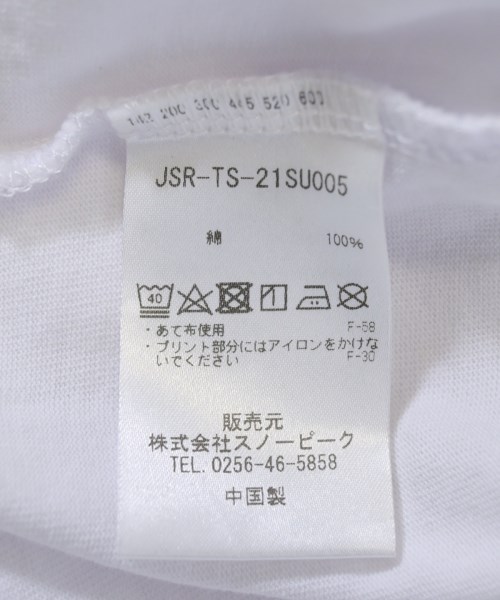 JSR-TS-21SU005
綿 100%
40
・あて布使用 F-58
・プリント部分にはアイロンをかけな
いでください F-30
販売元
株式会社スノーピーク
TEL. 0256-46-5858
中国製